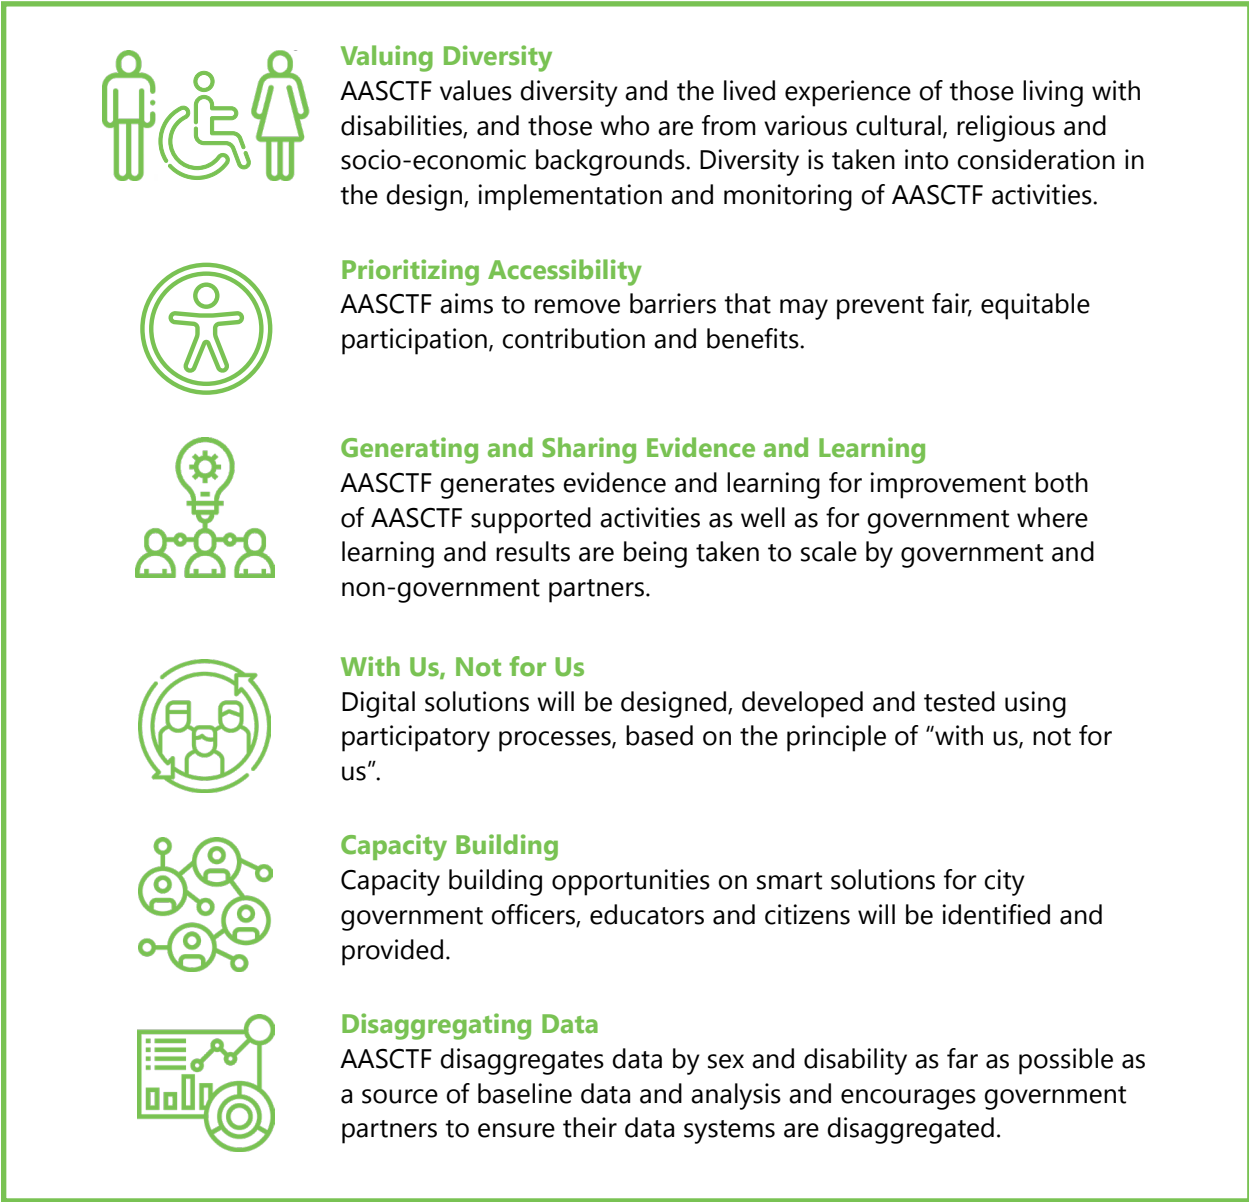 Valuing Diversity
AASCTF values diversity and the lived experience of those living with
disabilities, and those who are from various cultural, religious and
socio-economic backgrounds. Diversity is taken into consideration in
the design, implementation and monitoring of AASCTF activities.
Prioritizing Accessibility
AASCTF aims to remove barriers that may prevent fair, equitable
participation, contribution and benefits.
Generating and Sharing Evidence and Learning
AASCTF generates evidence and learning for improvement both
of AASCTF supported activities as well as for government where
learning and results are being taken to scale by government and
non-government partners.
With Us, Not for Us
Digital solutions will be designed, developed and tested using
participatory processes, based on the principle of “with us, not for
us”.
Capacity Building
Capacity building opportunities on smart solutions for city
government officers, educators and citizens will be identified and
provided.
Disaggregating Data
AASCTF disaggregates data by sex and disability as far as possible as
a source of baseline data and analysis and encourages government
partners to ensure their data systems are disaggregated.